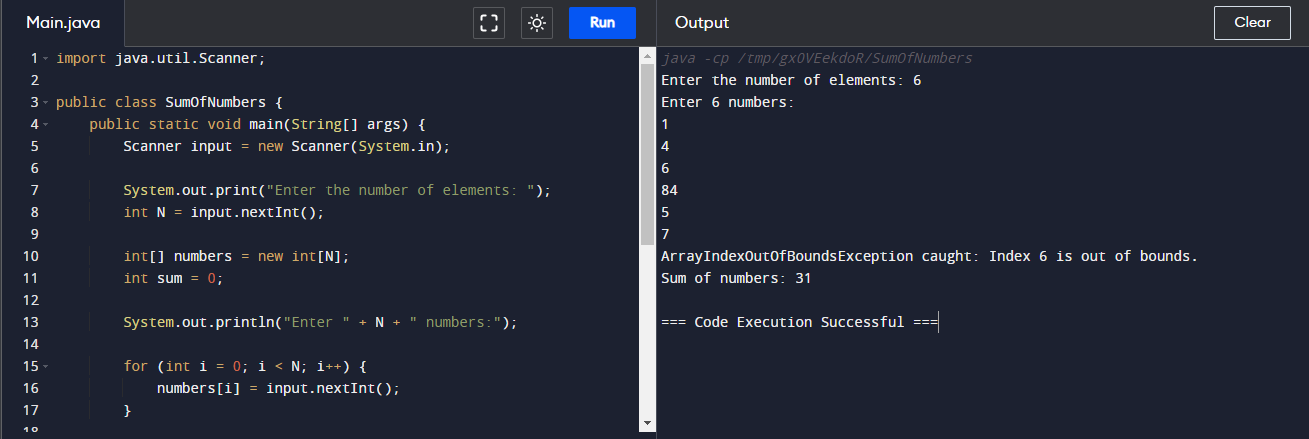 Main.java
Run
1 import java.util.Scanner;
2
3 public class SumOfNumbers {
4     public static void main(String[] args) {
5         Scanner input = new Scanner(System.in);
6
7         System.out.print("Enter the number of elements: ");
8         int N = input.nextInt();
9
10         int[] numbers = new int[N];
11         int sum = 0;
12
13         System.out.println("Enter " + N + " numbers:");
14
15         for (int i = 0; i < N; i++) {
16             numbers[i] = input.nextInt();
17         }
18
Output
Clear
java -cp /tmp/gx0VEekdoR/SumOfNumbers
Enter the number of elements: 6
Enter 6 numbers:
1
4
6
84
5
7
ArrayIndexOutOfBoundsException caught: Index 6 is out of bounds.
Sum of numbers: 31
=== Code Execution Successful ===